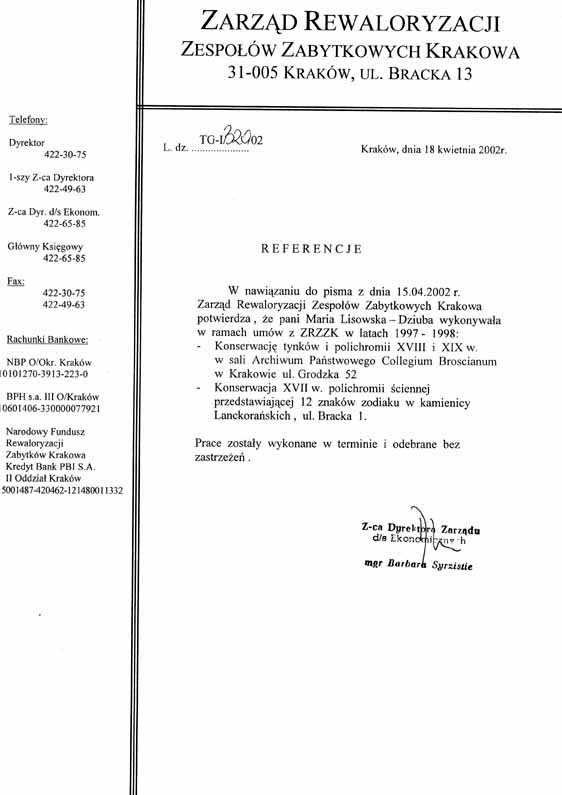 ZARZĄD REWALORYZACJI
ZESPOŁÓW ZABYTKOWYCH KRAKOWA
31-005 KRAKÓW, UL. BRACKA 13
Telefony:
Dyrektor
422-30-75
1-szy Z-ca Dyrektora
422-49-63
Z-ca Dyr. d/s Ekonom.
422-65-85
Główny Księgowy
422-65-85
Fax:
422-30-75
422-49-63
Rachunki Bankowe:
NBP O/Okr. Kraków
10101270-3913-223-0
BPH s.a. III O/Kraków
10601406-330000077921
Narodowy Fundusz
Rewaloryzacji
Zabytków Krakowa
Kredyt Bank PBI S.A.
II Oddział Kraków
5001487-420462-121480011332
L. dz. TG-I/320/02
Kraków, dnia 18 kwietnia 2002r.
REFERENCJE
W nawiązaniu do pisma z dnia 15.04.2002 r.
Zarząd Rewaloryzacji Zespołów Zabytkowych Krakowa
potwierdza , że pani Maria Lisowska – Dziuba wykonywała
w ramach umów z ZRZZK w latach 1997 - 1998:
- Konserwację tynków i polichromii XVIII i XIX w.
w sali Archiwum Państwowego Collegium Broscianum
w Krakowie ul. Grodzka 52
- Konserwacja XVII w. polichromii ściennej
przedstawiającej 12 znaków zodiaku w kamienicy
Lanckorańskich , ul. Bracka 1.
Prace zostały wykonane w terminie i odebrane bez
zastrzeżeń .
Z-ca Dyrektora Zarządu
d/s Ekonomicznych
mgr Barbara Syrzistie